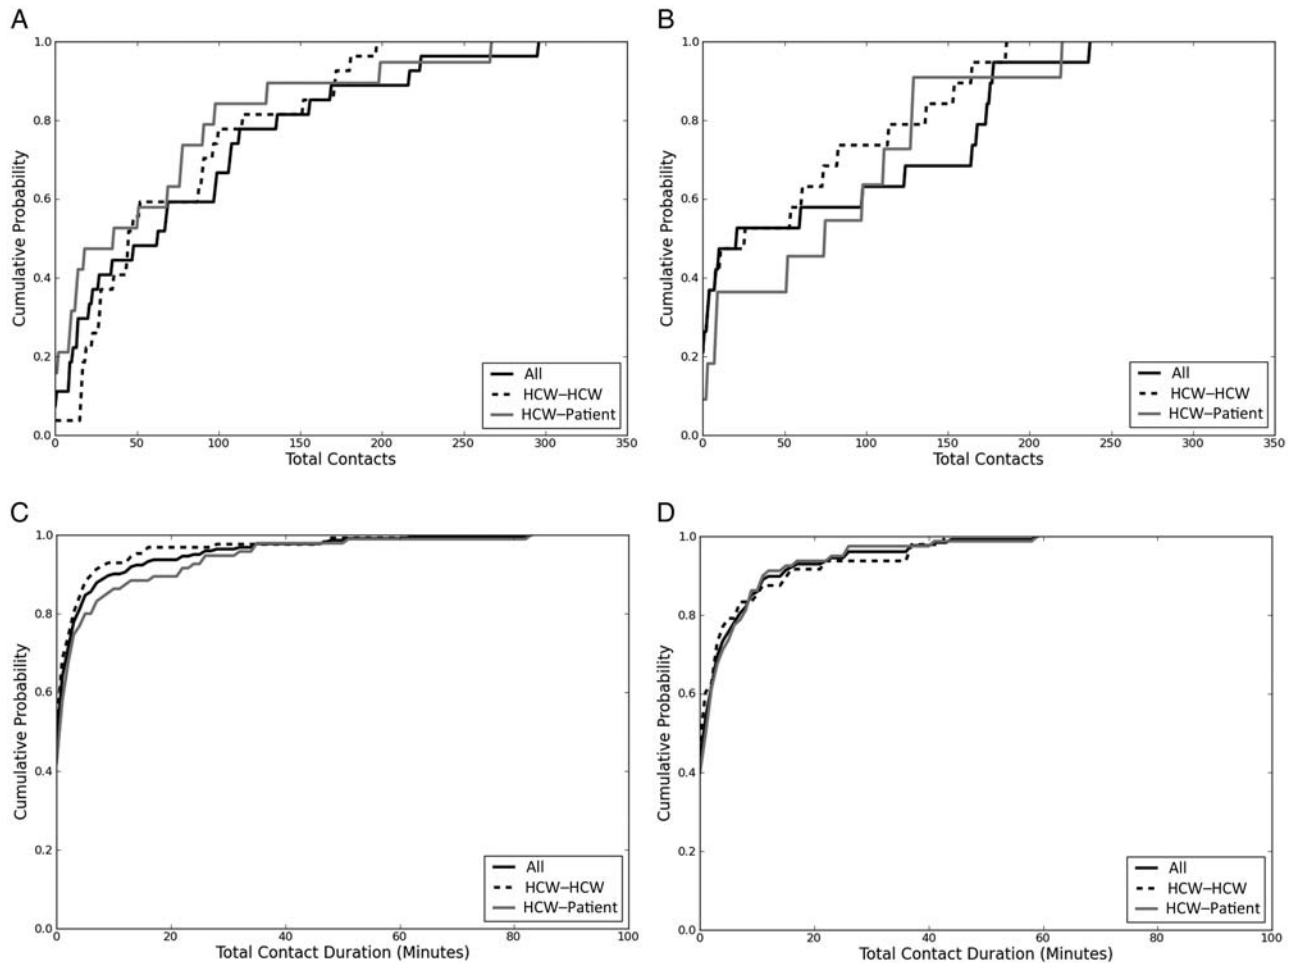 A
1.0
0.8
0.6
0.4
0.2
0.0
Cumulative Probability
All
HCW–HCW
HCW–Patient
0 50 100 150 200 250 300 350
Total Contacts
B
1.0
0.8
0.6
0.4
0.2
0.0
Cumulative Probability
All
HCW–HCW
HCW–Patient
0 50 100 150 200 250 300 350
Total Contacts
C
1.0
0.8
0.6
0.4
0.2
0.0
Cumulative Probability
All
HCW–HCW
HCW–Patient
0 20 40 60 80 100
Total Contact Duration (Minutes)
D
1.0
0.8
0.6
0.4
0.2
0.0
Cumulative Probability
All
HCW–HCW
HCW–Patient
0 20 40 60 80 100
Total Contact Duration (Minutes)